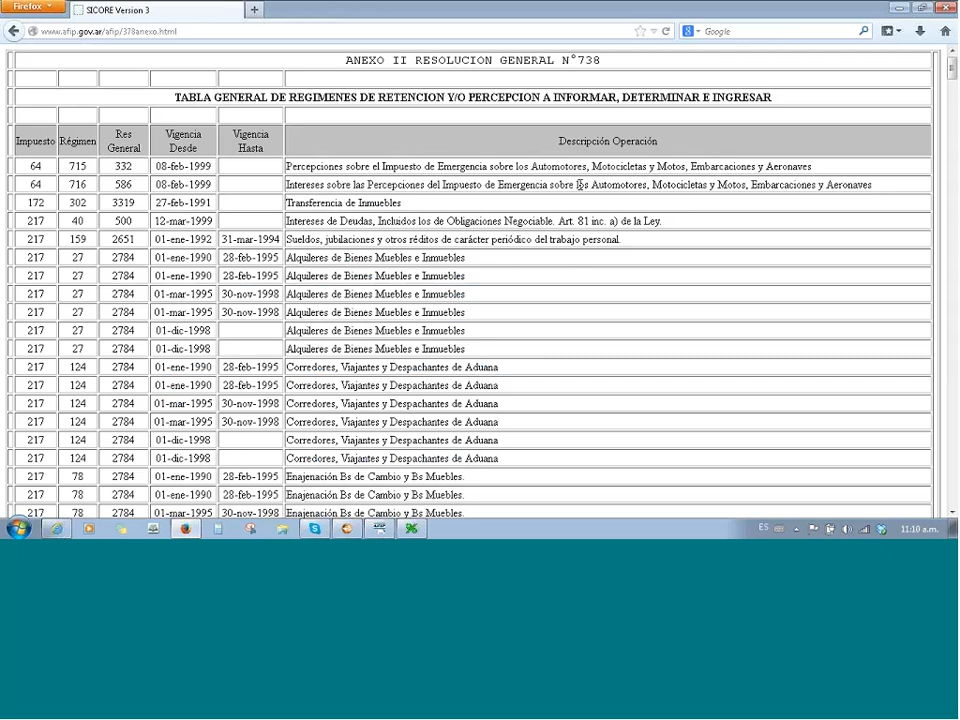 Firefox
SICORE Version 3
www.afip.gov.ar/afip/378anexo.html
Google
ANEXO II RESOLUCION GENERAL N°738
TABLA GENERAL DE REGIMENES DE RETENCION Y/O PERCEPCION A INFORMAR, DETERMINAR E INGRESAR
Impuesto Régimen Res General Vigencia Desde Vigencia Hasta Descripción Operación
64 715 332 08-feb-1999 Percepciones sobre el Impuesto de Emergencia sobre los Automotores, Motocicletas y Motos, Embarcaciones y Aeronaves
64 716 586 08-feb-1999 Intereses sobre las Percepciones del Impuesto de Emergencia sobre los Automotores, Motocicletas y Motos, Embarcaciones y Aeronaves
172 302 3319 27-feb-1991 Transferencia de Inmuebles
217 40 500 12-mar-1999 Intereses de Deudas, Incluidos los de Obligaciones Negociable. Art. 81 inc. a) de la Ley.
217 159 2651 01-ene-1992 31-mar-1994 Sueldos, jubilaciones y otros réditos de carácter periódico del trabajo personal.
217 27 2784 01-ene-1990 28-feb-1995 Alquileres de Bienes Muebles e Inmuebles
217 27 2784 01-ene-1990 28-feb-1995 Alquileres de Bienes Muebles e Inmuebles
217 27 2784 01-mar-1995 30-nov-1998 Alquileres de Bienes Muebles e Inmuebles
217 27 2784 01-mar-1995 30-nov-1998 Alquileres de Bienes Muebles e Inmuebles
217 27 2784 01-dic-1998 Alquileres de Bienes Muebles e Inmuebles
217 27 2784 01-dic-1998 Alquileres de Bienes Muebles e Inmuebles
217 124 2784 01-ene-1990 28-feb-1995 Corredores, Viajantes y Despachantes de Aduana
217 124 2784 01-ene-1990 28-feb-1995 Corredores, Viajantes y Despachantes de Aduana
217 124 2784 01-mar-1995 30-nov-1998 Corredores, Viajantes y Despachantes de Aduana
217 124 2784 01-mar-1995 30-nov-1998 Corredores, Viajantes y Despachantes de Aduana
217 124 2784 01-dic-1998 Corredores, Viajantes y Despachantes de Aduana
217 124 2784 01-dic-1998 Corredores, Viajantes y Despachantes de Aduana
217 78 2784 01-ene-1990 28-feb-1995 Enajenación Bs de Cambio y Bs Muebles.
217 78 2784 01-ene-1990 28-feb-1995 Enajenación Bs de Cambio y Bs Muebles.
217 78 2784 01-mar-1995 30-nov-1998 Enajenación Bs de Cambio y Bs Muebles.
ES 11:10 a.m.